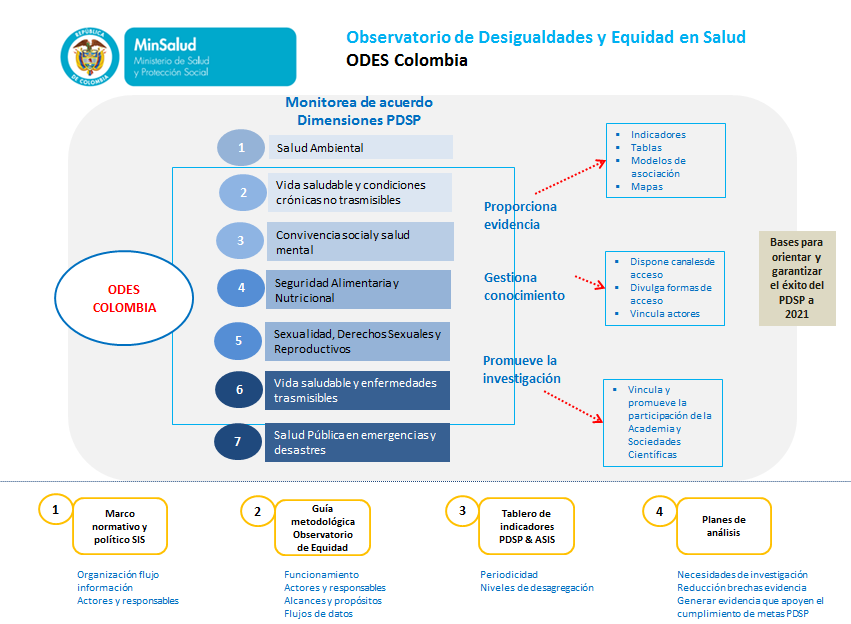 REPÚBLICA
DE COLOMBIA
MinSalud
Ministerio de Salud
y Protección Social
Observatorio de Desigualdades y Equidad en Salud
ODES Colombia
Monitorea de acuerdo
Dimensiones PDSP
1
Salud Ambiental
2
Vida saludable y condiciones
crónicas no trasmisibles
3
Convivencia social y salud
mental
4
Seguridad Alimentaria y
Nutricional
5
Sexualidad, Derechos Sexuales y
Reproductivos
6
Vida saludable y enfermedades
trasmisibles
7
Salud Pública en emergencias y
desastres
ODES
COLOMBIA
Proporciona
evidencia
Gestiona
conocimiento
Promueve la
investigación
▪ Indicadores
▪ Tablas
▪ Modelos de
asociación
▪ Mapas
▪ Dispone canales de
acceso
▪ Divulga formas de
acceso
▪ Vincula actores
▪ Vincula y
promueve la
participación de la
Academia y
Sociedades
Científicas
Bases para
orientar y
garantizar
el éxito del
PDSP a
2021
1
Marco
normativo y
político SIS
Organización flujo
información
Actores y responsables
2
Guía
metodológica
Observatorio
de Equidad
Funcionamiento
Actores y responsables
Alcances y propósitos
Flujos de datos
3
Tablero de
indicadores
PDSP & ASIS
Periodicidad
Niveles de desagregación
4
Planes de
análisis
Necesidades de investigación
Reducción brechas evidencia
Generar evidencia que apoyen el
cumplimiento de metas PDSP